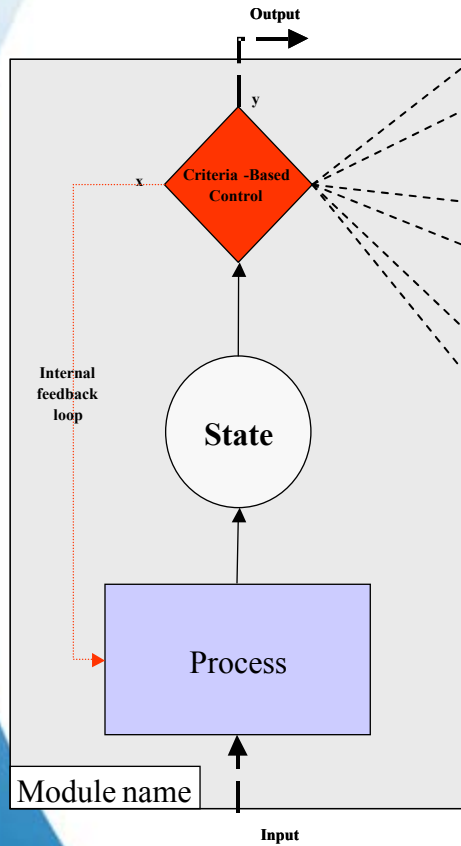 Output
y
x
Criteria -Based
Control
Internal
feedback
loop
State
Process
Module name
Input